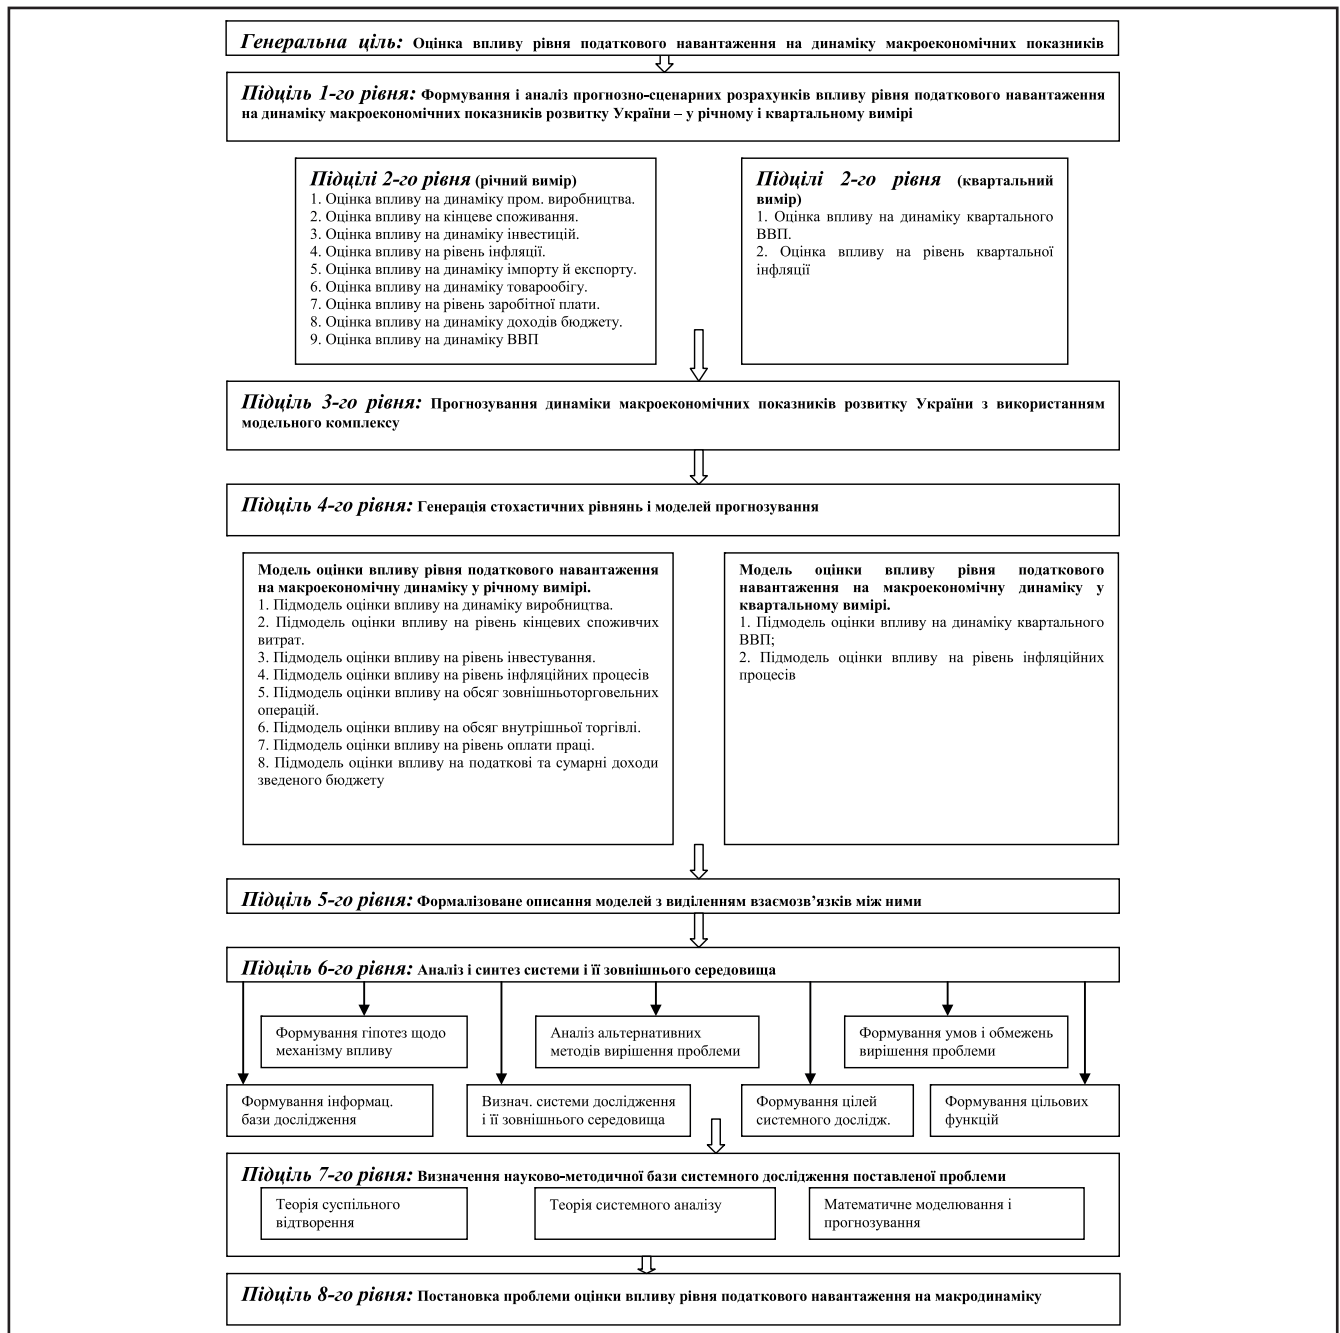 Генеральна ціль: Оцінка впливу рівня податкового навантаження на динаміку макроекономічних показників
Підціль 1-го рівня: Формування і аналіз прогнозно-сценарних розрахунків впливу рівня податкового навантаження
на динаміку макроекономічних показників розвитку України – у річному і квартальному вимірі
Підцілі 2-го рівня (річний вимір)
1. Оцінка впливу на динаміку пром. виробництва.
2. Оцінка впливу на кінцеве споживання.
3. Оцінка впливу на динаміку інвестицій.
4. Оцінка впливу на рівень інфляції.
5. Оцінка впливу на динаміку імпорту й експорту.
6. Оцінка впливу на динаміку товарообігу.
7. Оцінка впливу на рівень заробітної плати.
8. Оцінка впливу на динаміку доходів бюджету.
9. Оцінка впливу на динаміку ВВП
Підцілі 2-го рівня (квартальний
вимір)
1. Оцінка впливу на динаміку квартального
ВВП.
2. Оцінка впливу на рівень квартальної
інфляції
Підціль 3-го рівня: Прогнозування динаміки макроекономічних показників розвитку України з використанням
модельного комплексу
Підціль 4-го рівня: Генерація стохастичних рівнянь і моделей прогнозування
Модель оцінки впливу рівня податкового навантаження
на макроекономічну динаміку у річному вимірі.
1. Підмодель оцінки впливу на динаміку виробництва.
2. Підмодель оцінки впливу на рівень кінцевих споживчих
витрат.
3. Підмодель оцінки впливу на рівень інвестування.
4. Підмодель оцінки впливу на рівень інфляційних процесів
5. Підмодель оцінки впливу на обсяг зовнішньоторговельних
операцій.
6. Підмодель оцінки впливу на обсяг внутрішньої торгівлі.
7. Підмодель оцінки впливу на рівень оплати праці.
8. Підмодель оцінки впливу на податкові та сумарні доходи
зведеного бюджету
Модель оцінки впливу рівня податкового
навантаження на макроекономічну динаміку у
квартальному вимірі.
1. Підмодель оцінки впливу на динаміку квартального
ВВП;
2. Підмодель оцінки впливу на рівень інфляційних
процесів
Підціль 5-го рівня: Формалізоване описання моделей з виділенням взаємозв’язків між ними
Підціль 6-го рівня: Аналіз і синтез системи і її зовнішнього середовища
Формування гіпотез щодо
механізму впливу
Аналіз альтернативних
методів вирішення проблеми
Формування умов і обмежень
вирішення проблеми
Формування інформац.
бази дослідження
Визнач. системи дослідження
і її зовнішнього середовища
Формування цілей
системного дослідж.
Формування цільових
функцій
Підціль 7-го рівня: Визначення науково-методичної бази системного дослідження поставленої проблеми
Теорія суспільного
відтворення
Теорія системного аналізу
Математичне моделювання і
прогнозування
Підціль 8-го рівня: Постановка проблеми оцінки впливу рівня податкового навантаження на макродинаміку